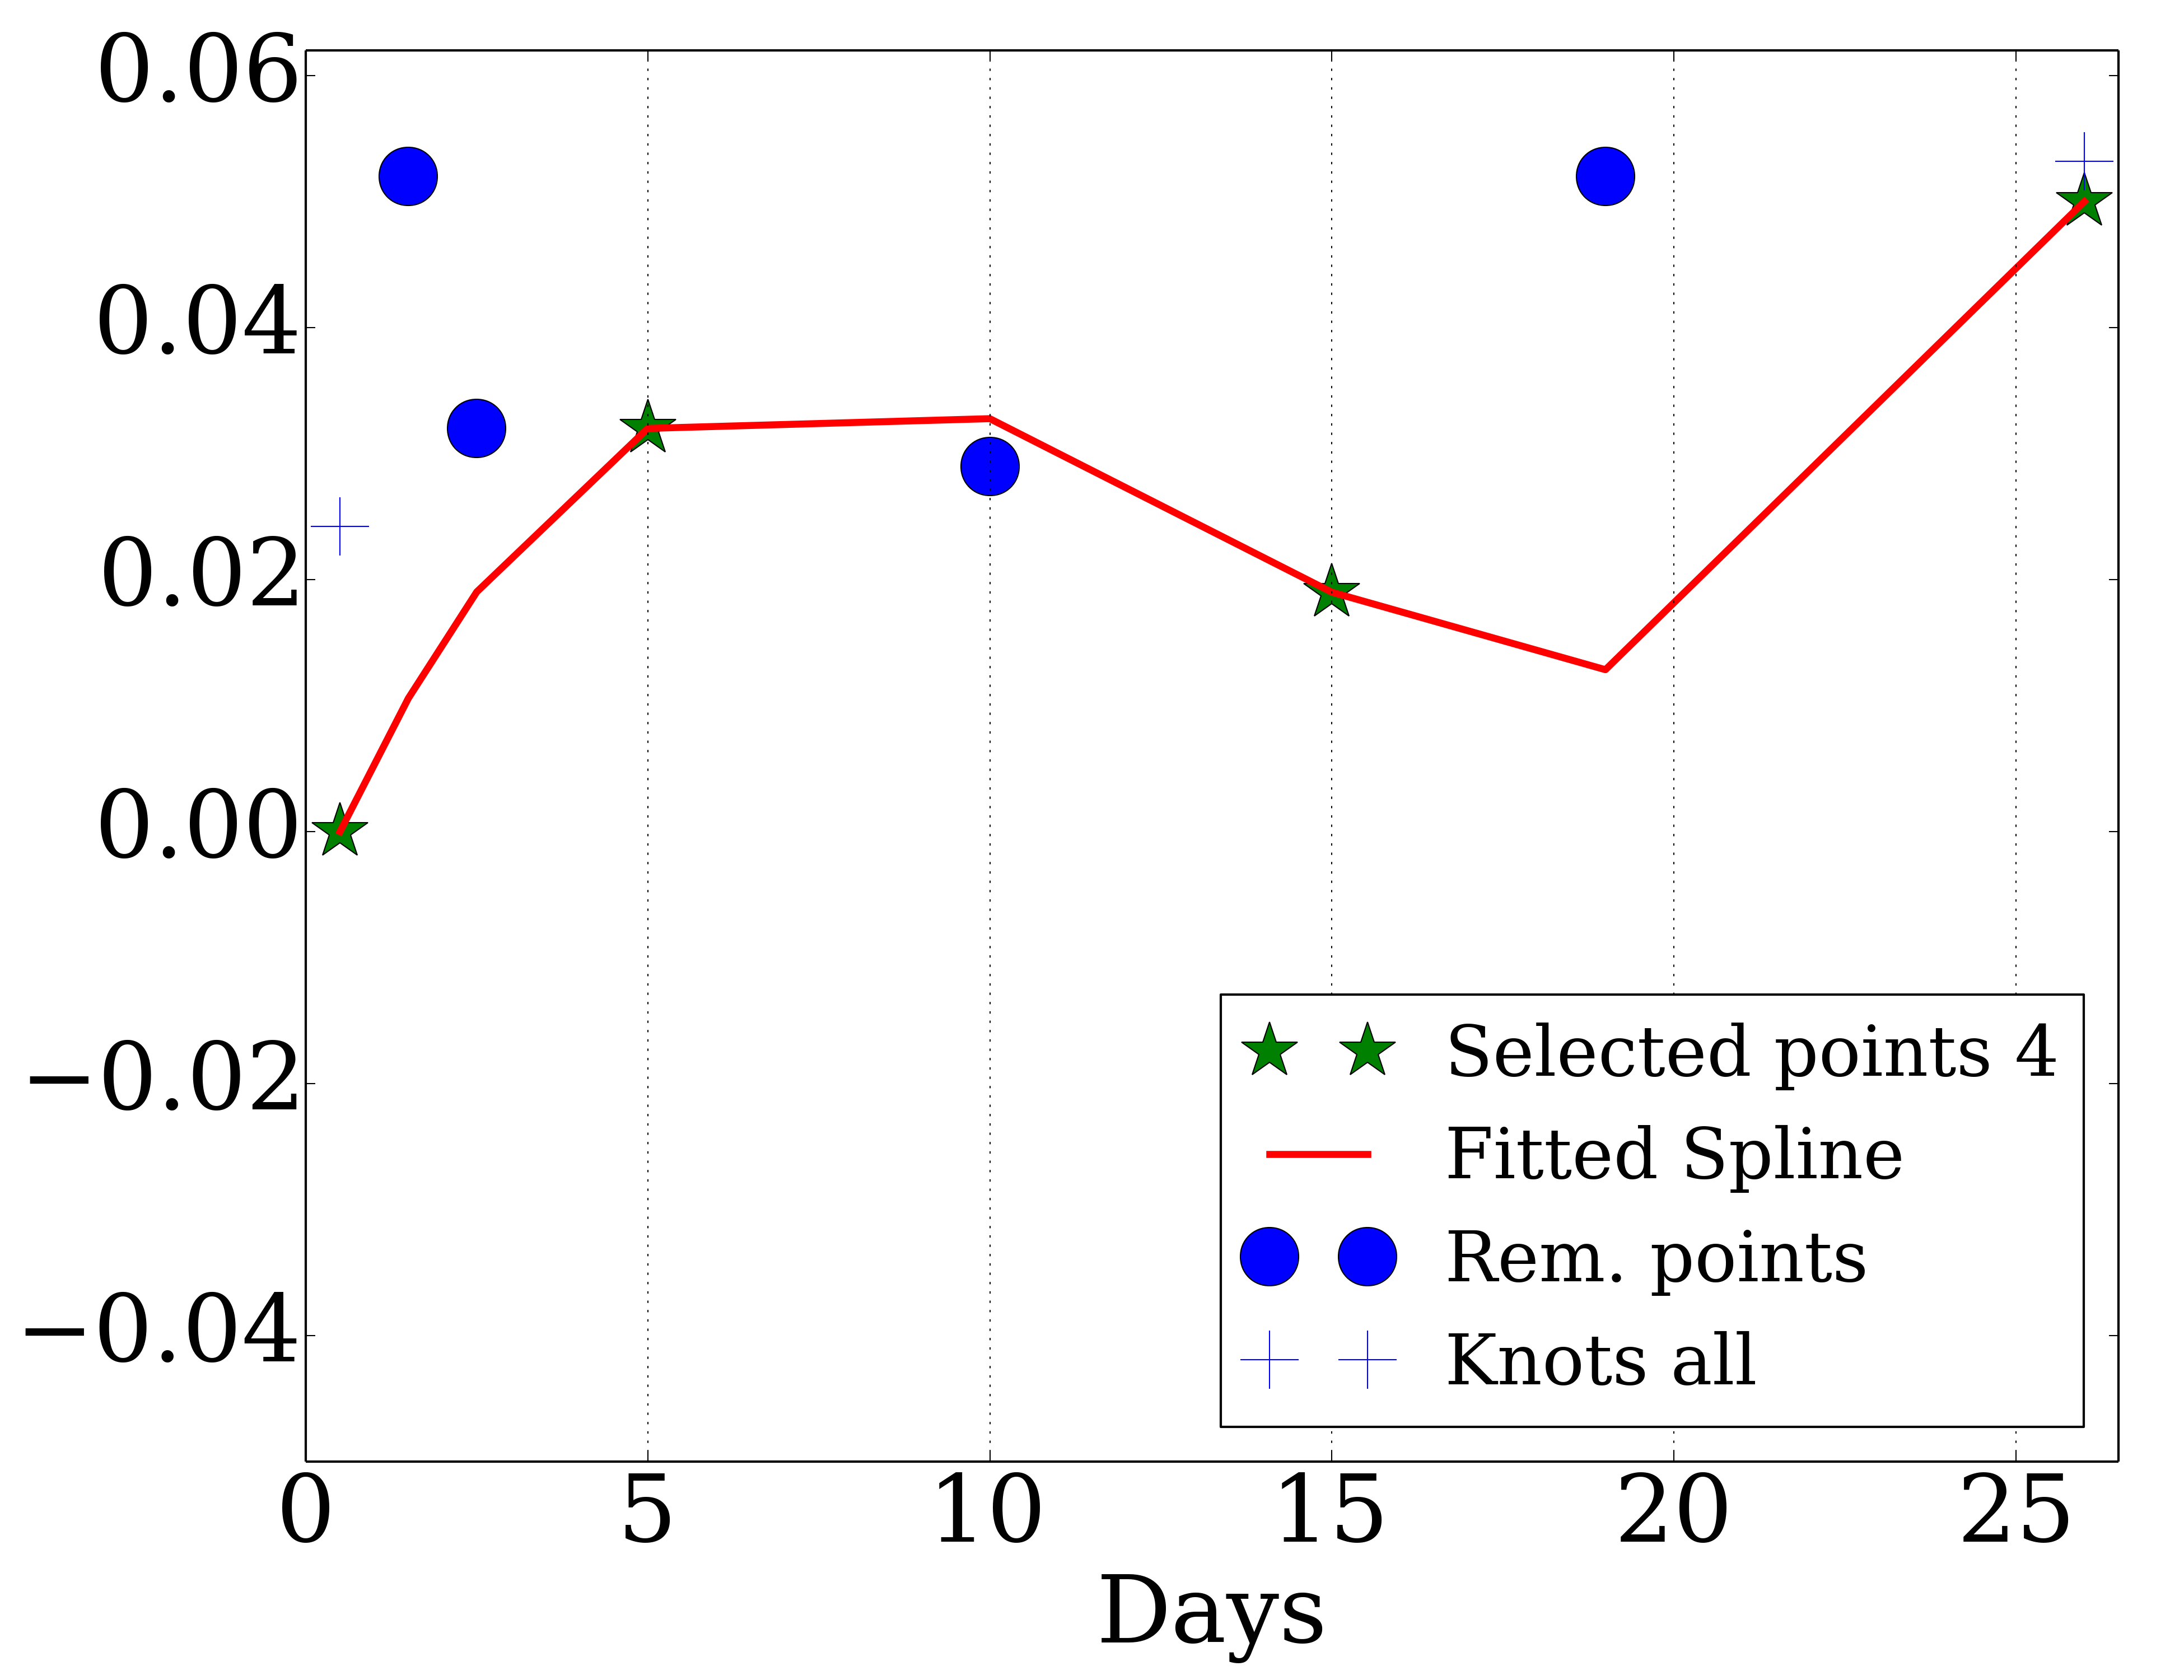 0.06
0.04
0.02
0.00
−0.02
−0.04
Selected points 4
Fitted Spline
Rem. points
Knots all
0 5 10 15 20 25
Days